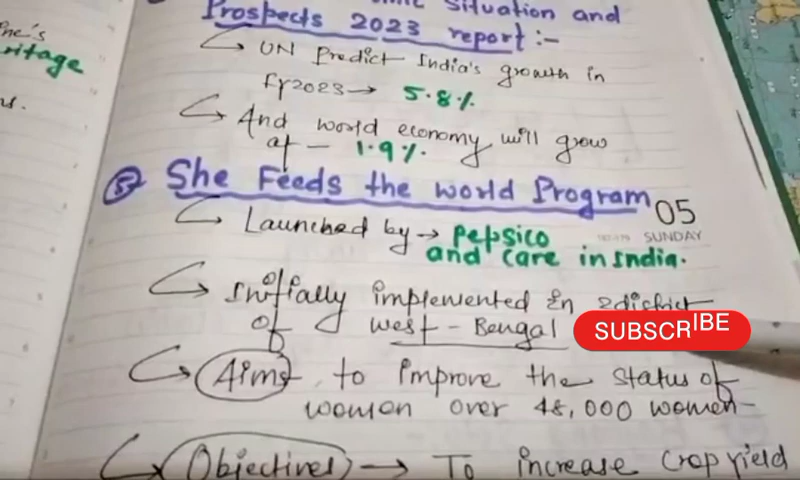 ne's
ritage
Situation and
Prospects 2023 report:-
UN Predict India's growth in
fy2023→ 5.8%
And world economy will grow
at - 1.9%.
5 She Feeds the world Program
Launched by → Pepsico
and care in India.
05
SUNDAY
Initially implemented in 2 district
of West-Bengal
SUBSCRIBE
Aims to improve the status of
women over 48,000 women-
Objectives → To increase crop yield